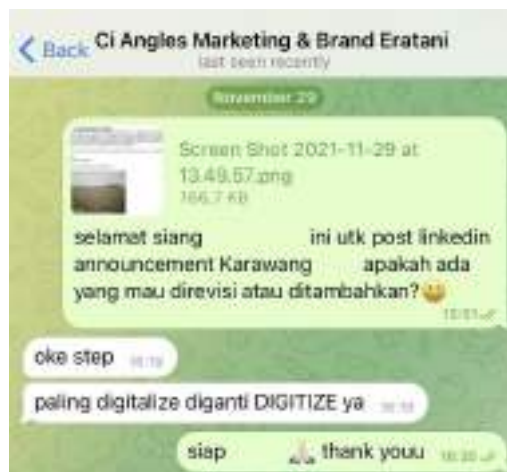 Back Ci Angles Marketing & Brand Eratani
last seen recently
November 29
Screen Shot 2021-11-29 at
13.49.57.png
166.7 KB
selamat siang ini utk post linkedin
announcement Karawang apakah ada
yang mau direvisi atau ditambahkan?😀
oke step
paling digitalize diganti DIGITIZE ya
siap 🙏 thank youu